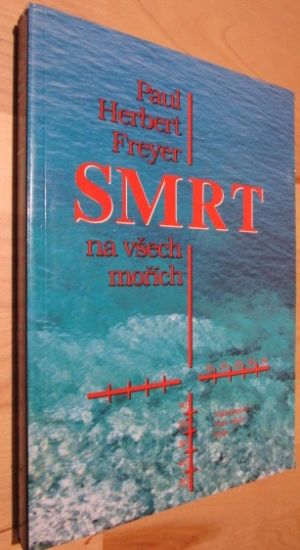 Paul
Herbert
Freyer
SMRT
na všech
mořích